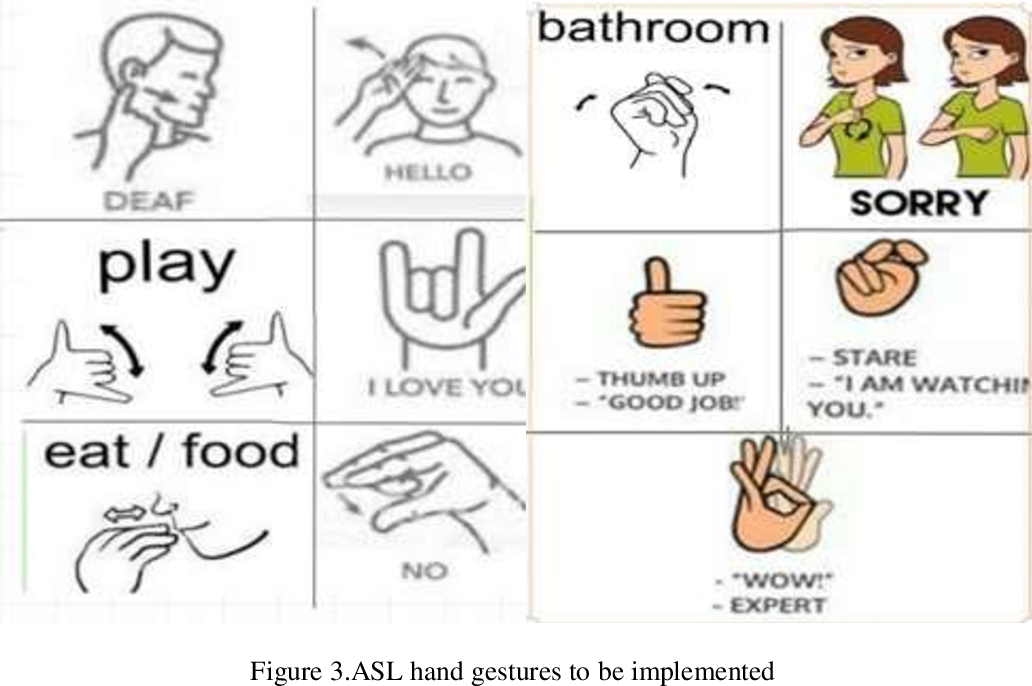 DEAF
HELLO
play
I LOVE YOU
eat / food
NO
bathroom
SORRY
– THUMB UP
– "GOOD JOB!"
– STARE
– "I AM WATCHIN
YOU."
- "WOW!"
- EXPERT
Figure 3.ASL hand gestures to be implemented